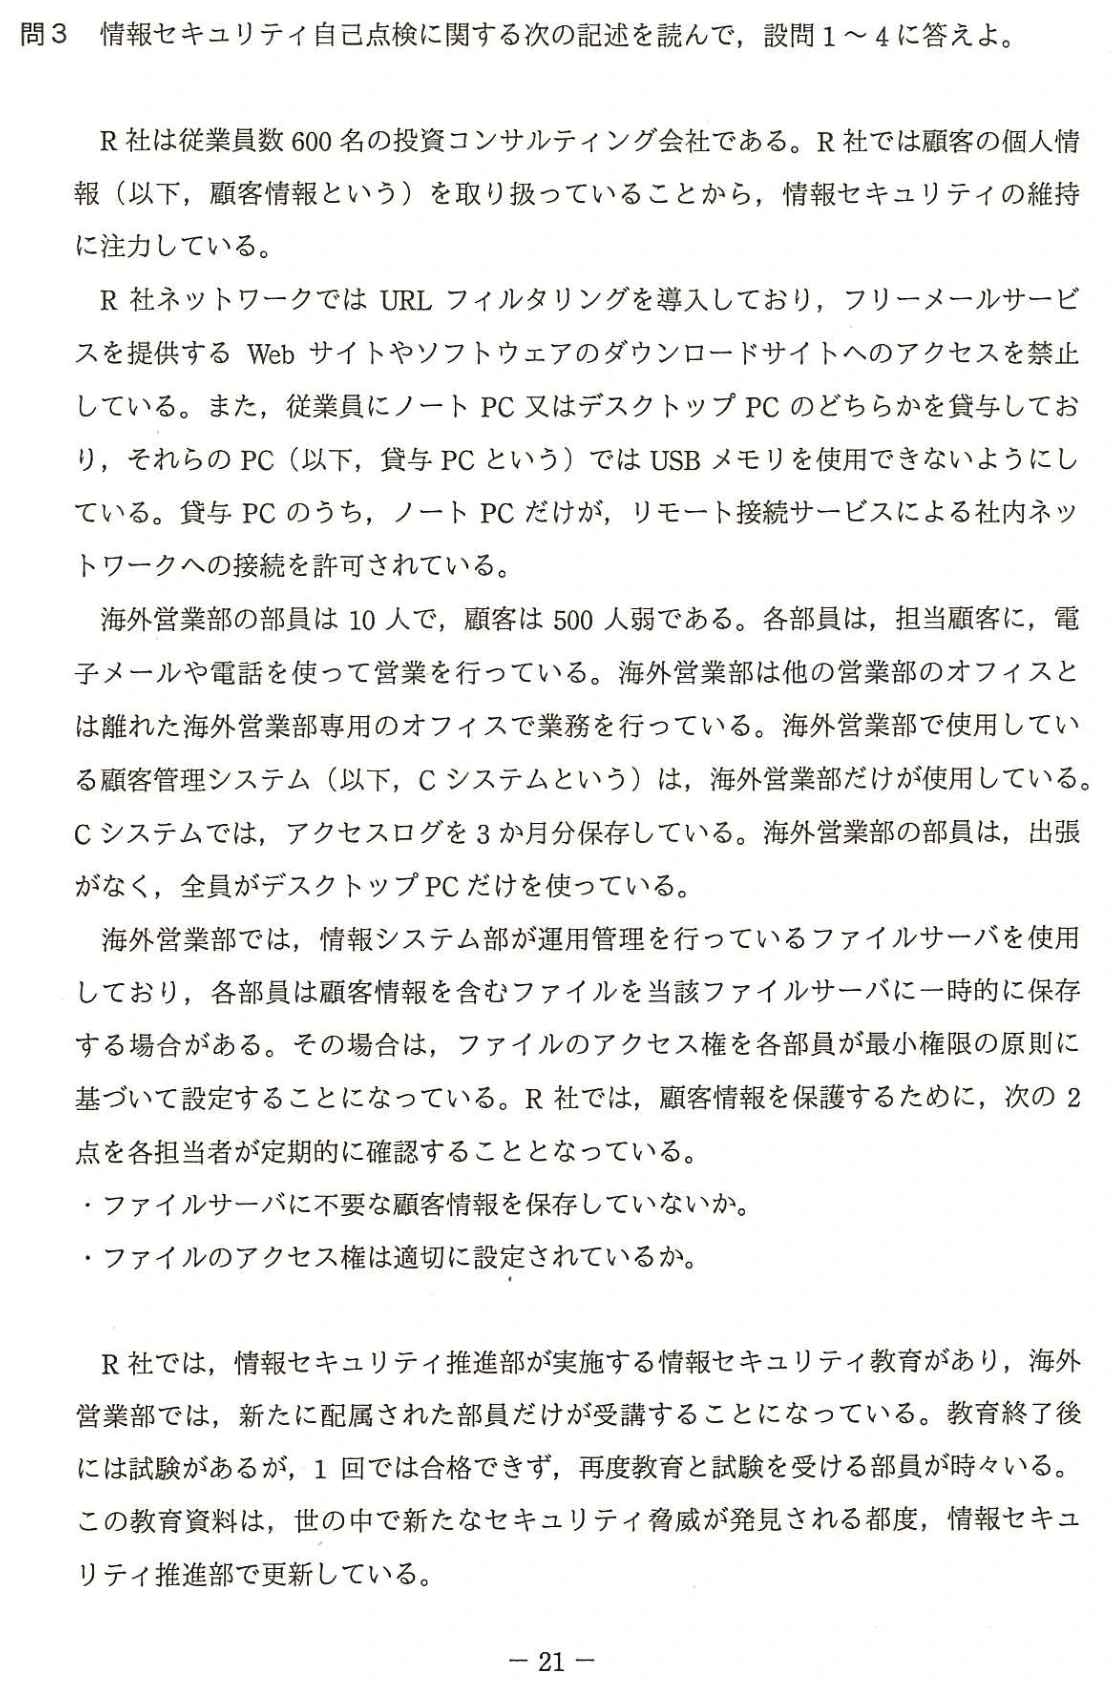 問3 情報セキュリティ自己点検に関する次の記述を読んで，設問1～4に答えよ。
R社は従業員数600名の投資コンサルティング会社である。R社では顧客の個人情
報（以下，顧客情報という）を取り扱っていることから，情報セキュリティの維持
に注力している。
R社ネットワークでは URL フィルタリングを導入しており，フリーメールサービ
スを提供する Web サイトやソフトウェアのダウンロードサイトへのアクセスを禁止
している。また，従業員にノート PC 又はデスクトップ PC のどちらかを貸与してお
り，それらの PC（以下，貸与 PC という）では USB メモリを使用できないようにし
ている。貸与 PC のうち，ノート PC だけが，リモート接続サービスによる社内ネッ
トワークへの接続を許可されている。
海外営業部の部員は 10 人で，顧客は 500 人弱である。各部員は，担当顧客に，電
子メールや電話を使って営業を行っている。海外営業部は他の営業部のオフィスと
は離れた海外営業部専用のオフィスで業務を行っている。海外営業部で使用してい
る顧客管理システム（以下，C システムという）は，海外営業部だけが使用している。
C システムでは，アクセスログを 3 か月分保存している。海外営業部の部員は，出張
がなく，全員がデスクトップ PC だけを使っている。
海外営業部では，情報システム部が運用管理を行っているファイルサーバを使用
しており，各部員は顧客情報を含むファイルを当該ファイルサーバに一時的に保存
する場合がある。その場合は，ファイルのアクセス権を各部員が最小権限の原則に
基づいて設定することになっている。R 社では，顧客情報を保護するために，次の 2
点を各担当者が定期的に確認することとなっている。
・ファイルサーバに不要な顧客情報を保存していないか。
・ファイルのアクセス権は適切に設定されているか。
R 社では，情報セキュリティ推進部が実施する情報セキュリティ教育があり，海外
営業部では，新たに配属された部員だけが受講することになっている。教育終了後
には試験があるが，1 回では合格できず，再度教育と試験を受ける部員が時々いる。
この教育資料は，世の中で新たなセキュリティ脅威が発見される都度，情報セキュ
リティ推進部で更新している。
－ 21 －